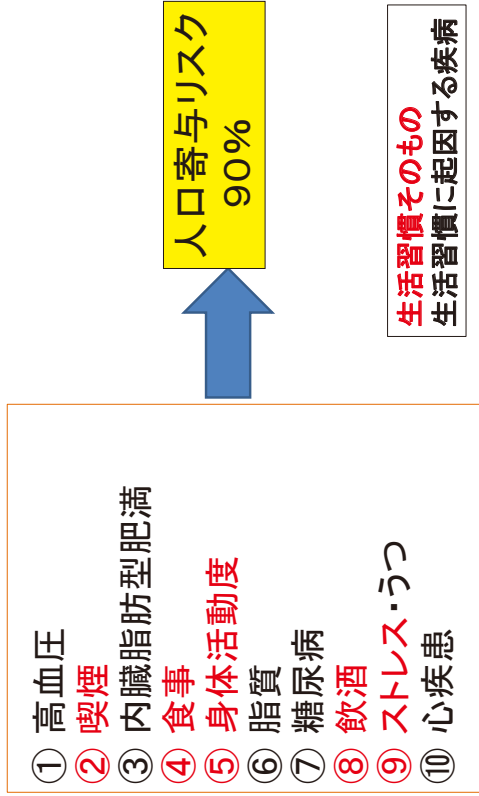 ① 高血圧
② 喫煙
③ 内臓脂肪型肥満
④ 食事
⑤ 身体活動度
⑥ 脂質
⑦ 糖尿病
⑧ 飲酒
⑨ ストレス・うつ
⑩ 心疾患
人口寄与リスク
90%
生活習慣そのもの
生活習慣に起因する疾病